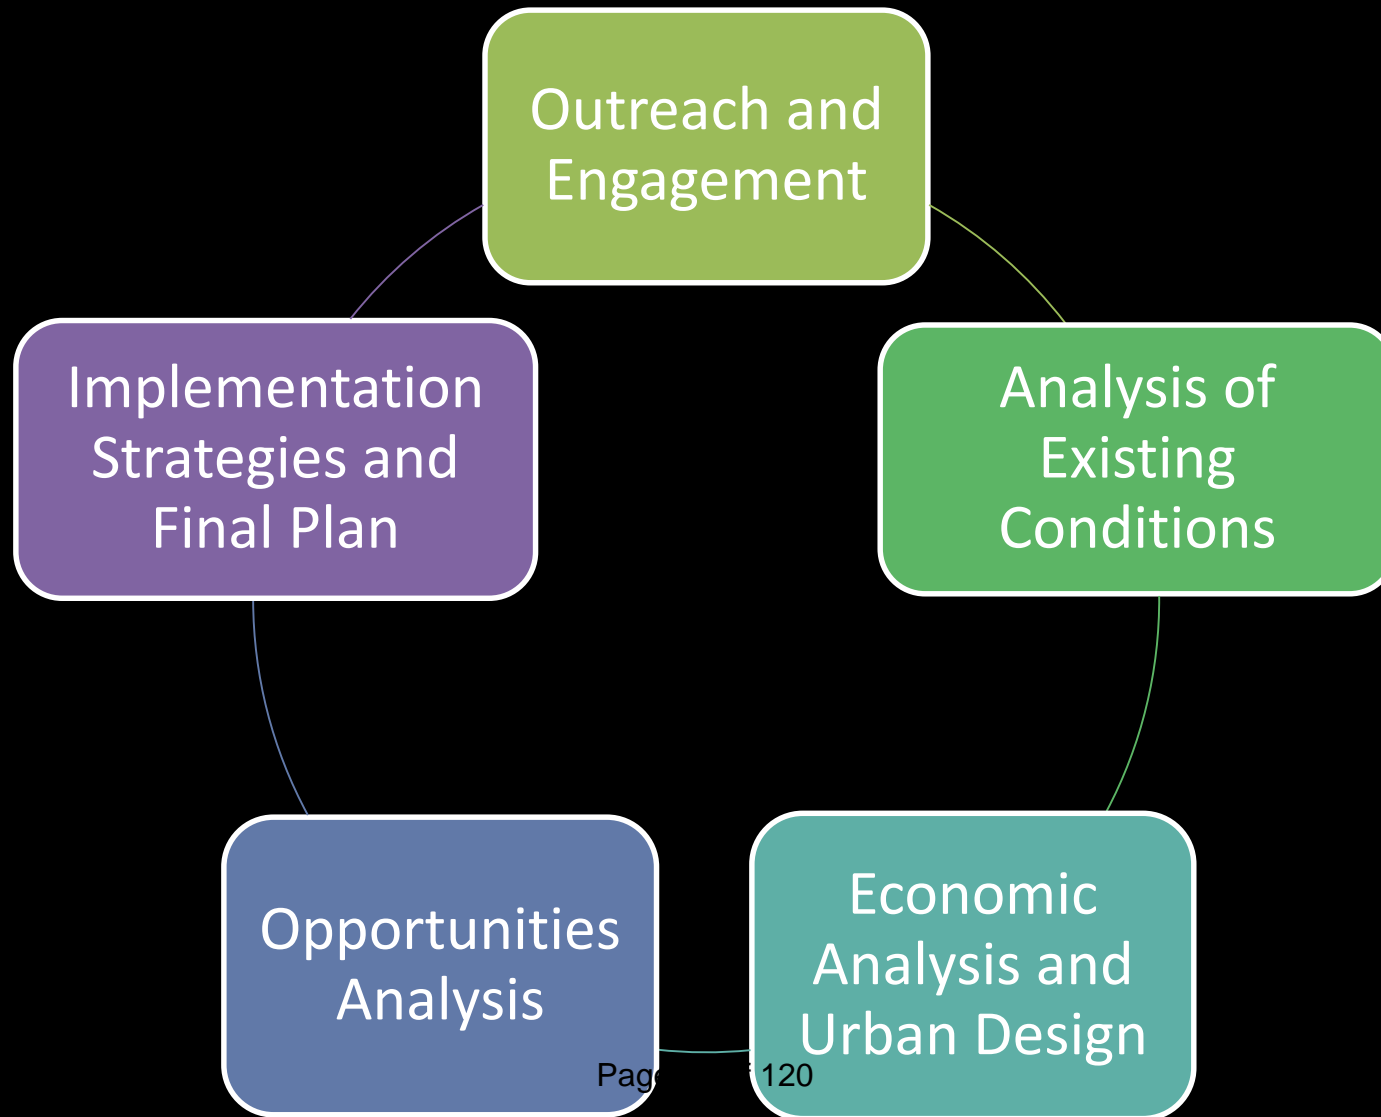 Outreach and
Engagement
Analysis of
Existing
Conditions
Economic
Analysis and
Urban Design
Opportunities
Analysis
Implementation
Strategies and
Final Plan
Page 120